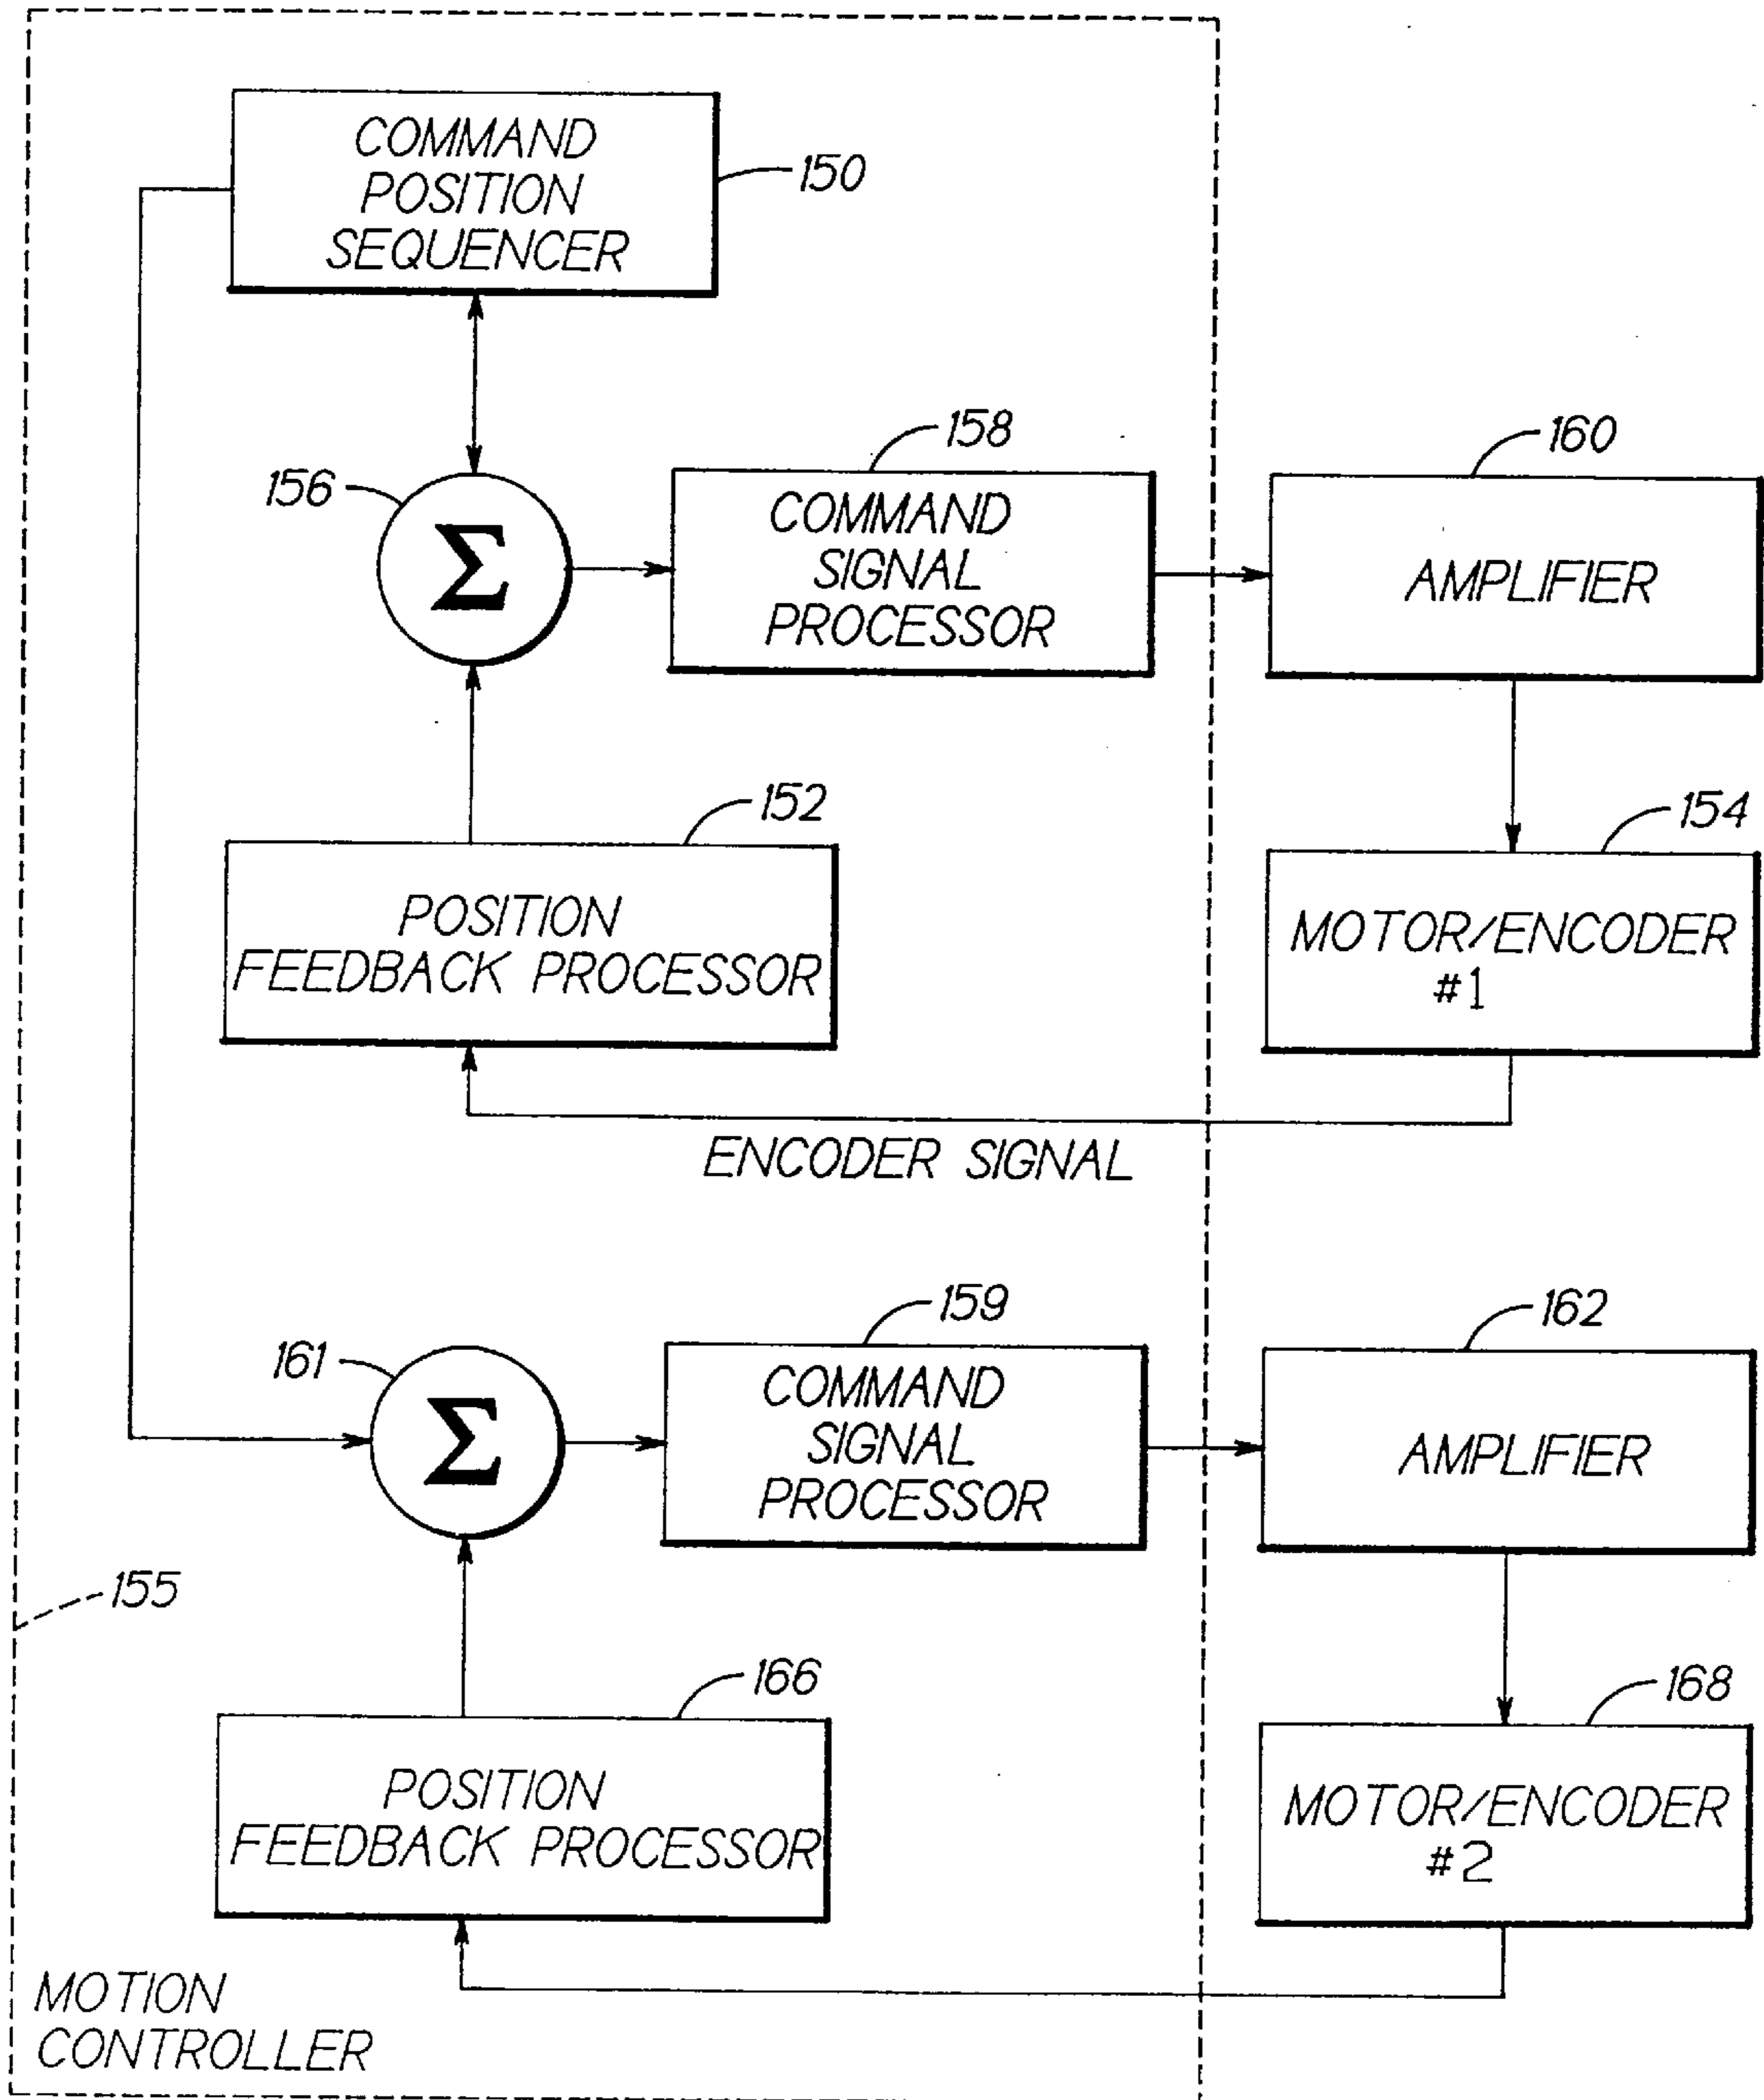 COMMAND
POSITION
SEQUENCER
150
156
Σ
158
COMMAND
SIGNAL
PROCESSOR
160
AMPLIFIER
152
POSITION
FEEDBACK PROCESSOR
154
MOTOR/ENCODER
#1
ENCODER SIGNAL
161
Σ
159
COMMAND
SIGNAL
PROCESSOR
162
AMPLIFIER
155
166
POSITION
FEEDBACK PROCESSOR
168
MOTOR/ENCODER
#2
MOTION
CONTROLLER